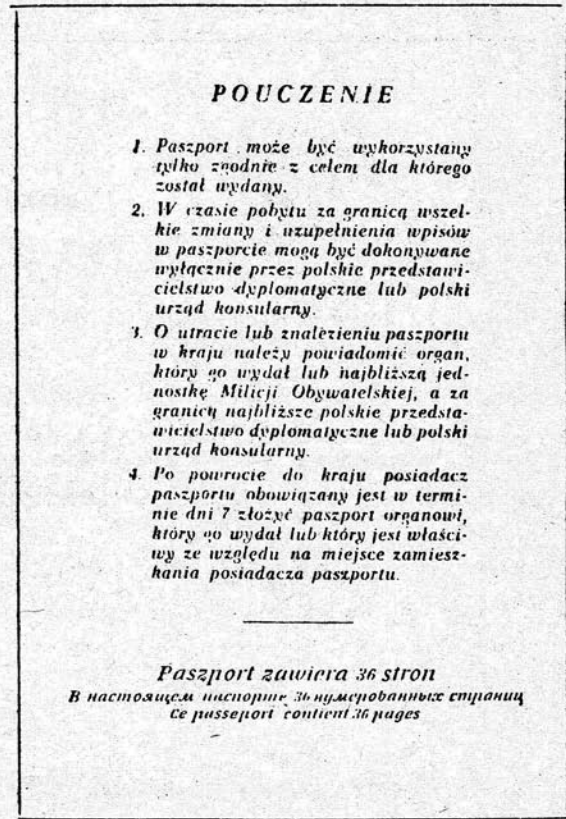 POUCZENIE
1. Paszport może być wykorzystany
tylko zgodnie z celem dla którego
został wydany.
2. W czasie pobytu za granicą wszel-
kie zmiany i uzupełnienia wpisów
w paszporcie mogą być dokonywane
wyłącznie przez polskie przedstawi-
cielstwo dyplomatyczne lub polski
urząd konsularny.
3. O utracie lub znalezieniu paszportu
w kraju należy powiadomić organ,
który go wydał lub najbliższą jed-
nostkę Milicji Obywatelskiej, a za
granicą najbliższe polskie przedsta-
wicielstwo dyplomatyczne lub polski
urząd konsularny.
4. Po powrocie do kraju posiadacz
paszportu obowiązany jest w termi-
nie dni 7 złożyć paszport organowi,
który go wydał lub który jest właści-
wy ze względu na miejsce zamiesz-
kania posiadacza paszportu.
Paszport zawiera 36 stron
В настоящем паспорте 36 нумерованных страниц
Ce passeport contient 36 pages